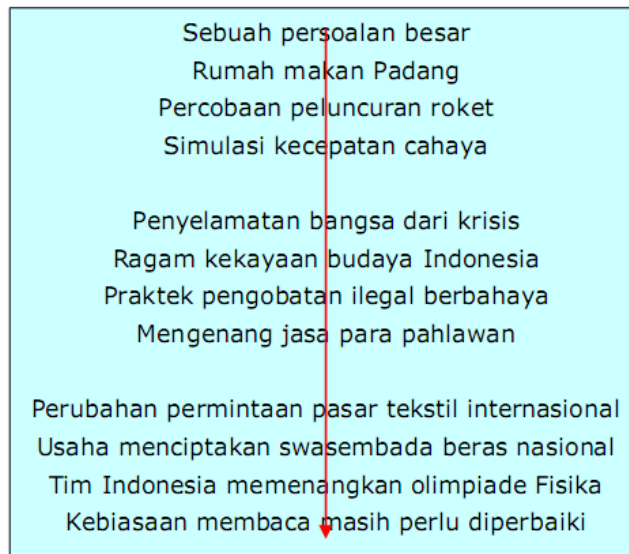 Sebuah persoalan besar
Rumah makan Padang
Percobaan peluncuran roket
Simulasi kecepatan cahaya
Penyelamatan bangsa dari krisis
Ragam kekayaan budaya Indonesia
Praktek pengobatan ilegal berbahaya
Mengenang jasa para pahlawan
Perubahan permintaan pasar tekstil internasional
Usaha menciptakan swasembada beras nasional
Tim Indonesia memenangkan olimpiade Fisika
Kebiasaan membaca masih perlu diperbaiki